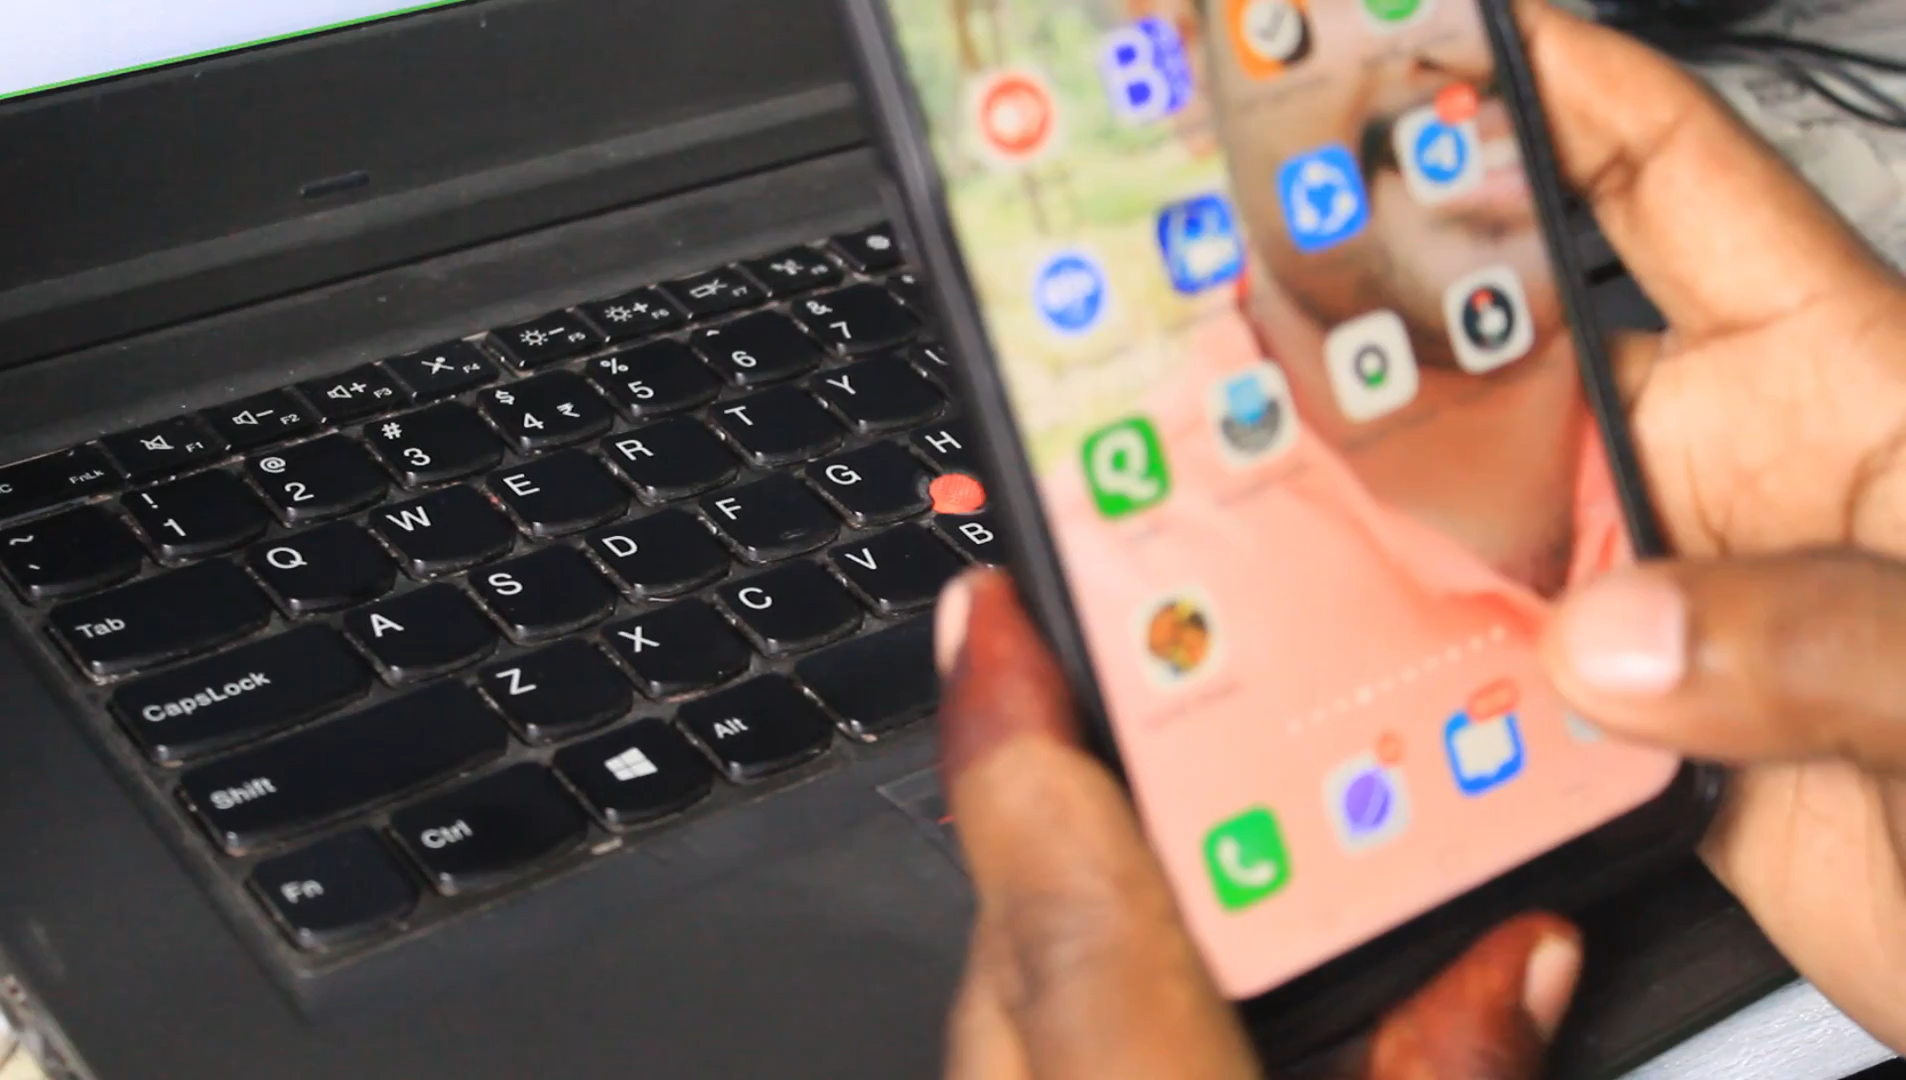 FnLk F1 F2 F3 F4 F5 F6 F7
~ ! 1 @ 2 # 3 $ 4 ₹ % 5 ^ 6 & 7
`
Tab Q W E R T Y
CapsLock A S D F G H
Shift Z X C V B
Fn Ctrl Alt
B